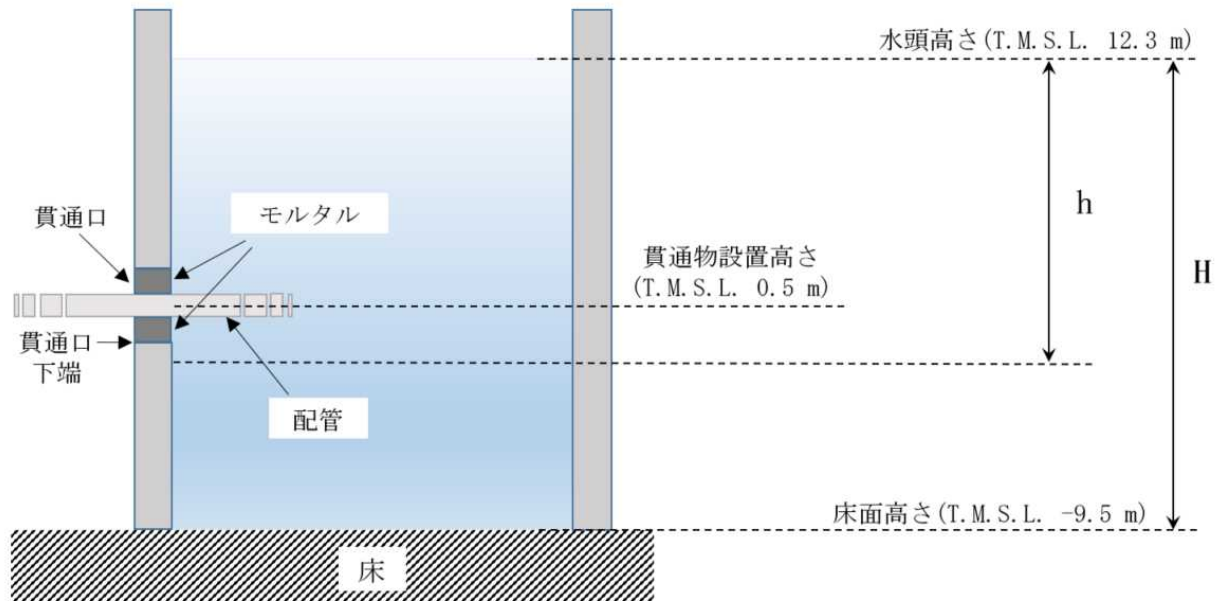 水頭高さ(T.M.S.L. 12.3 m)
貫通口
モルタル
h
H
貫通物設置高さ
(T.M.S.L. 0.5 m)
貫通口
下端
配管
床面高さ(T.M.S.L. -9.5 m)
床